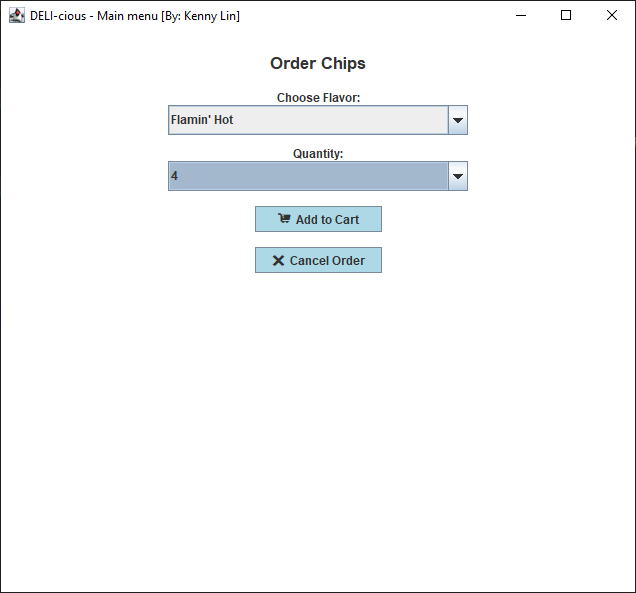 DELI-cious - Main menu [By: Kenny Lin]
Order Chips
Choose Flavor:
Flamin' Hot
Quantity:
4
Add to Cart
Cancel Order